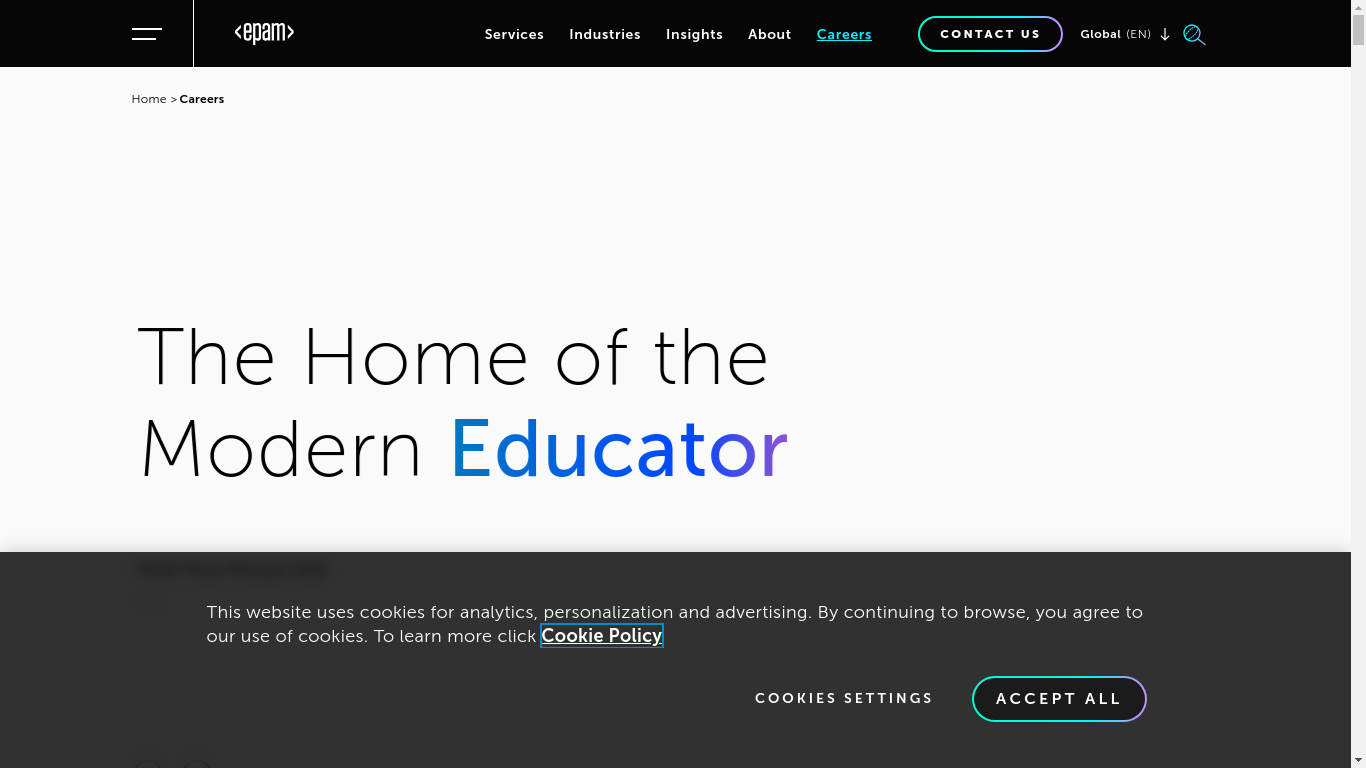 <epam>
Services Industries Insights About Careers
CONTACT US
Global (EN)
Home > Careers
The Home of the
Modern Educator
This website uses cookies for analytics, personalization and advertising. By continuing to browse, you agree to
our use of cookies. To learn more click Cookie Policy
COOKIES SETTINGS
ACCEPT ALL